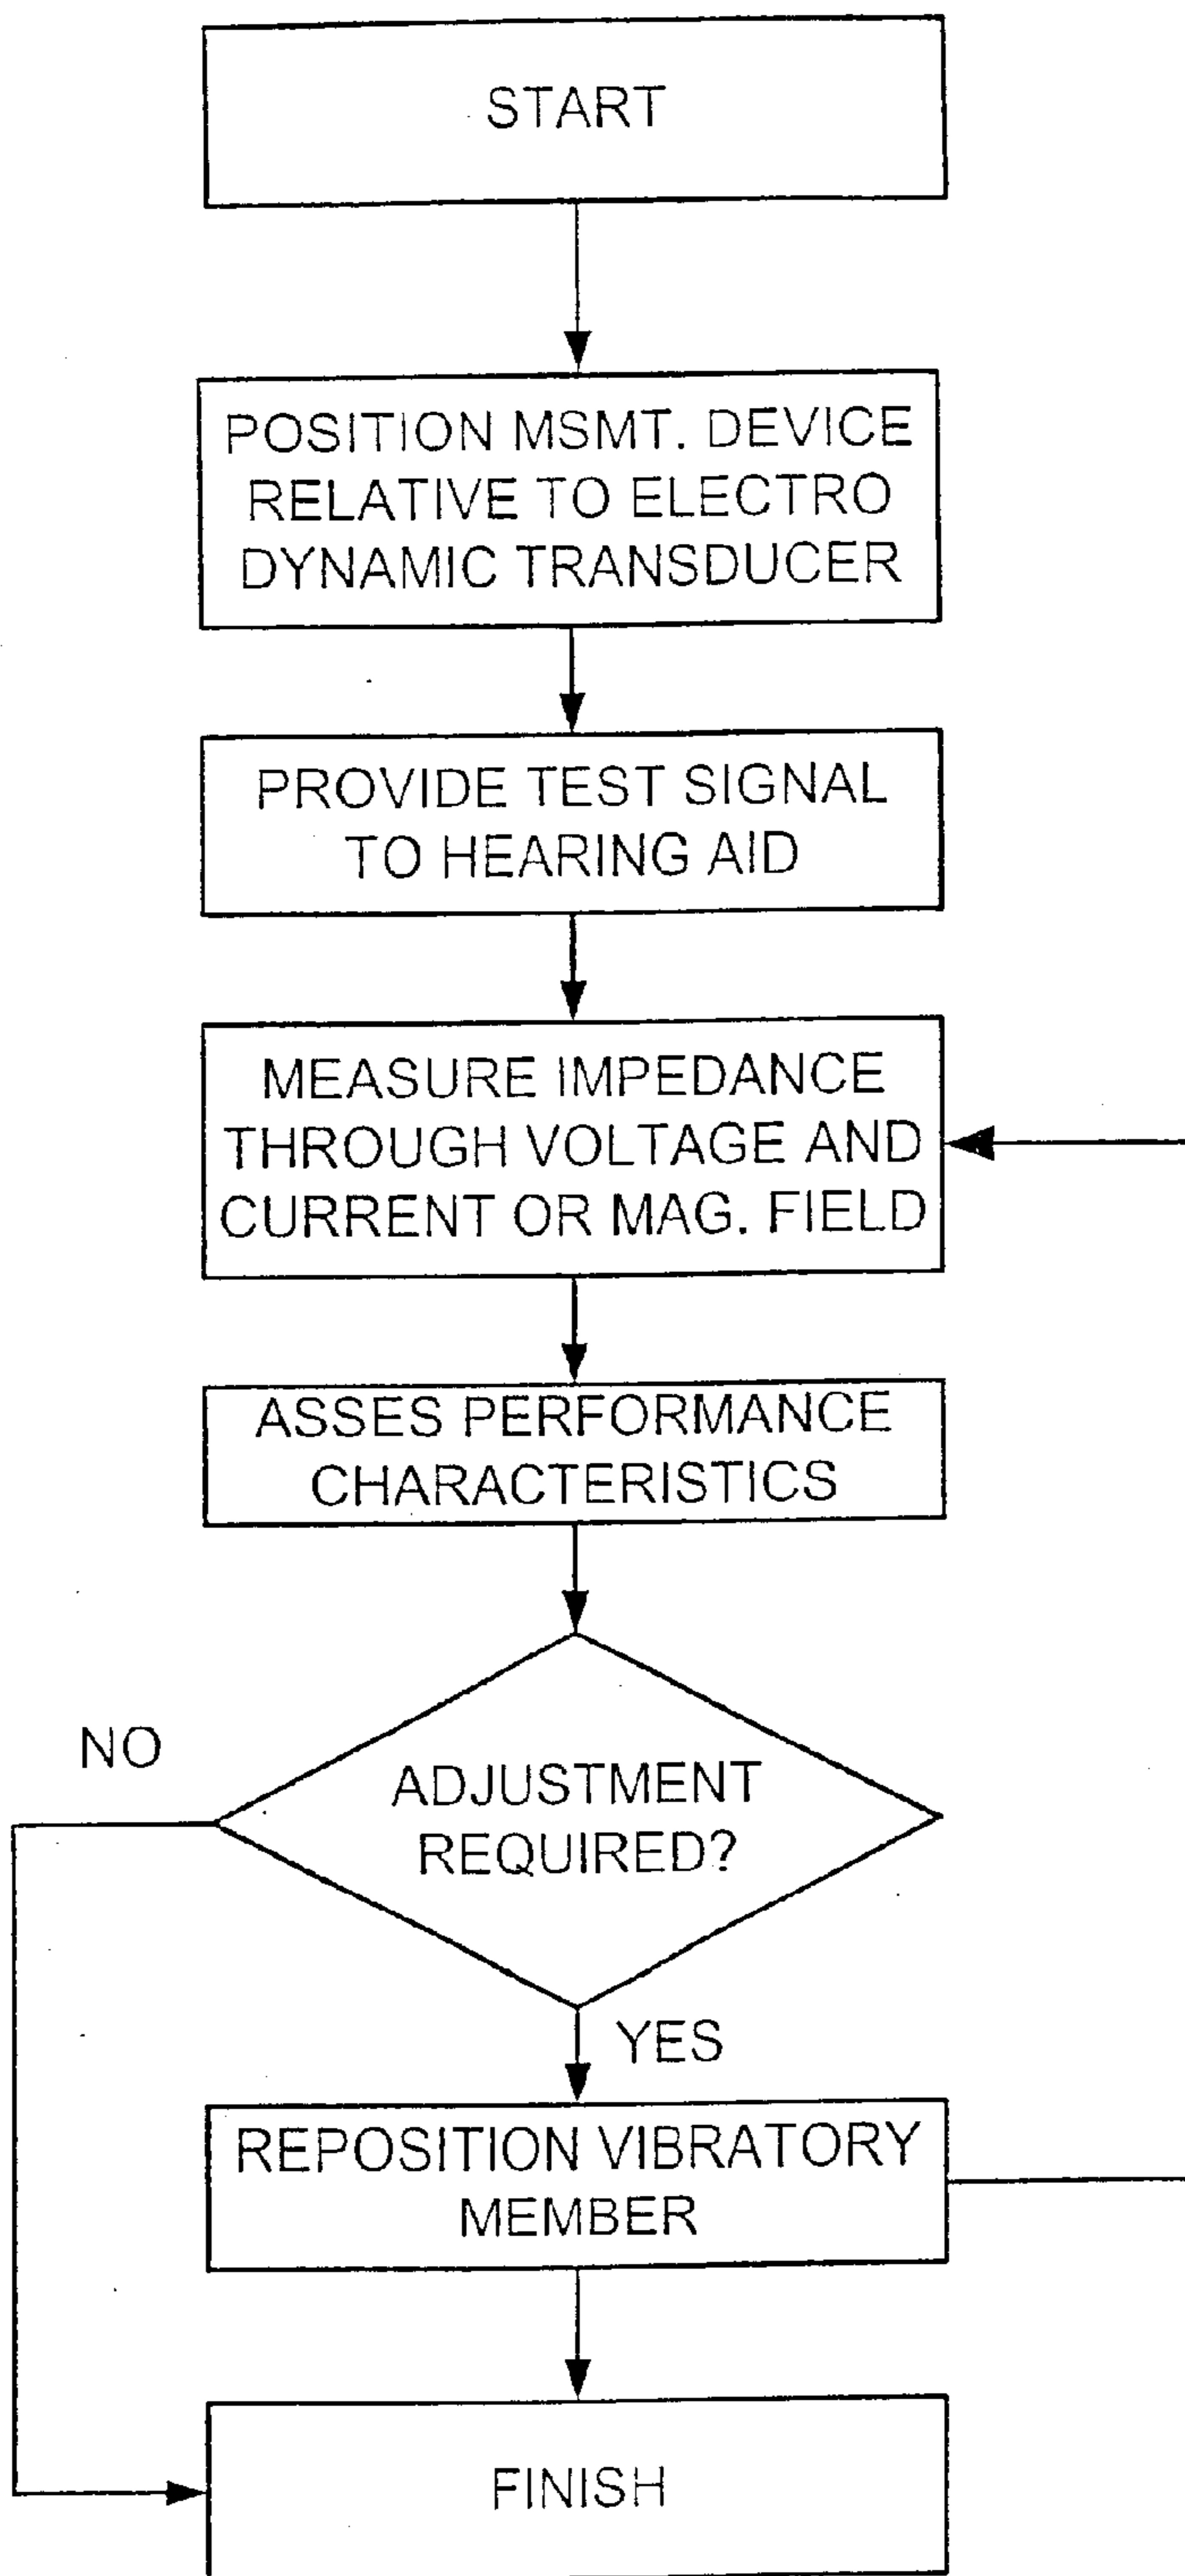 START
POSITION MSMT. DEVICE
RELATIVE TO ELECTRO
DYNAMIC TRANSDUCER
PROVIDE TEST SIGNAL
TO HEARING AID
MEASURE IMPEDANCE
THROUGH VOLTAGE AND
CURRENT OR MAG. FIELD
ASSES PERFORMANCE
CHARACTERISTICS
NO
ADJUSTMENT
REQUIRED?
YES
REPOSITION VIBRATORY
MEMBER
FINISH